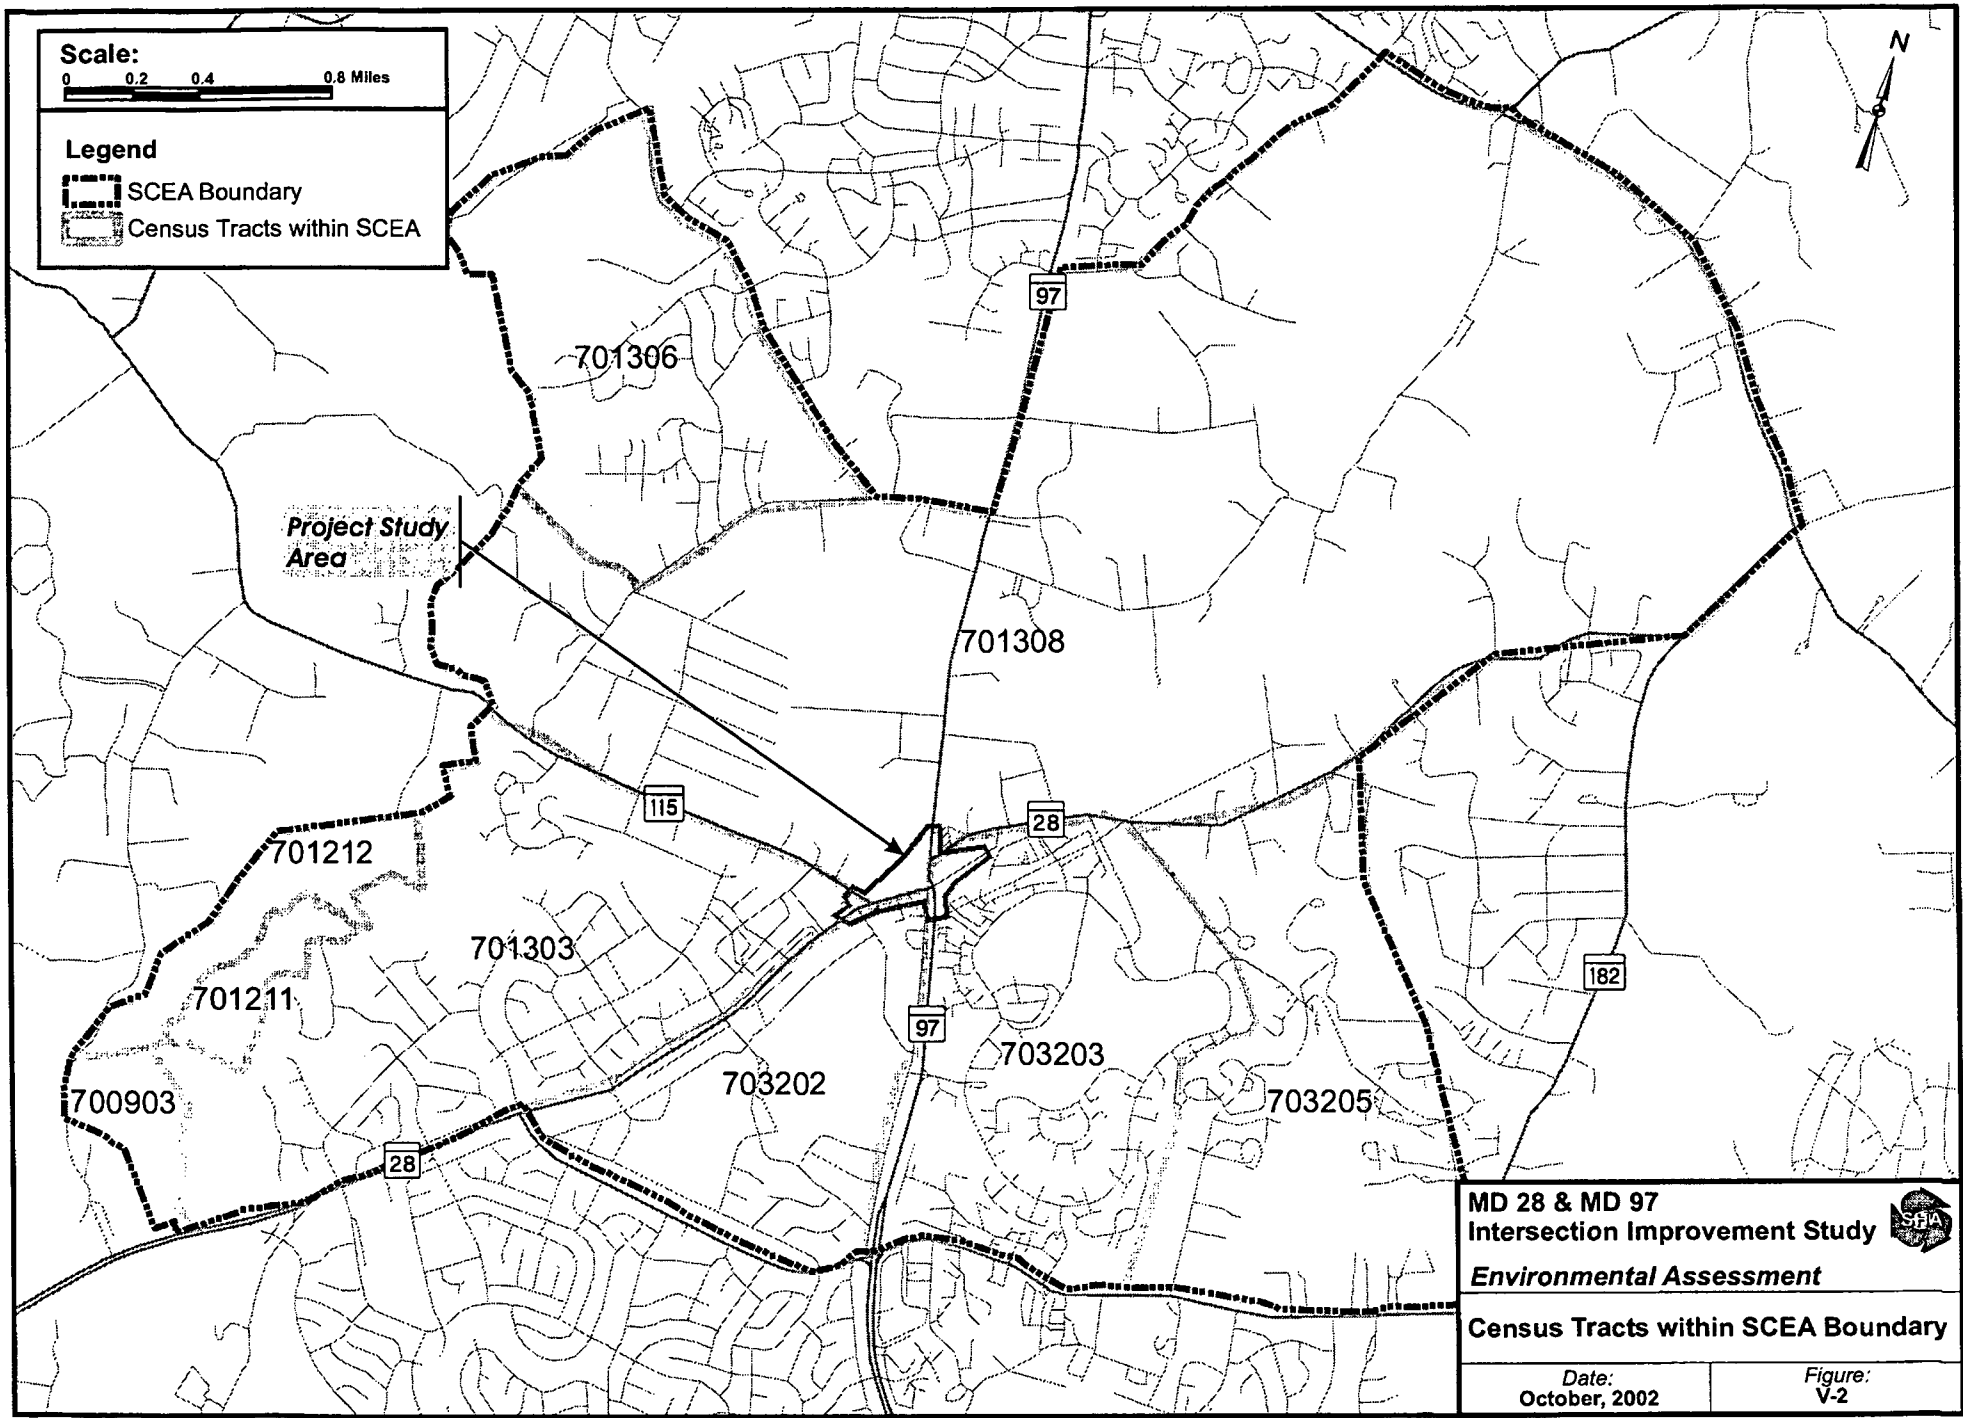 Scale:
0 0.2 0.4 0.8 Miles
Legend
SCEA Boundary
Census Tracts within SCEA
N
97
701306
Project Study
Area
701308
115
28
701212
701303
701211
182
97
703203
703202
700903
703205
28
MD 28 & MD 97
Intersection Improvement Study
SHA
Environmental Assessment
Census Tracts within SCEA Boundary
Date:
October, 2002
Figure:
V-2